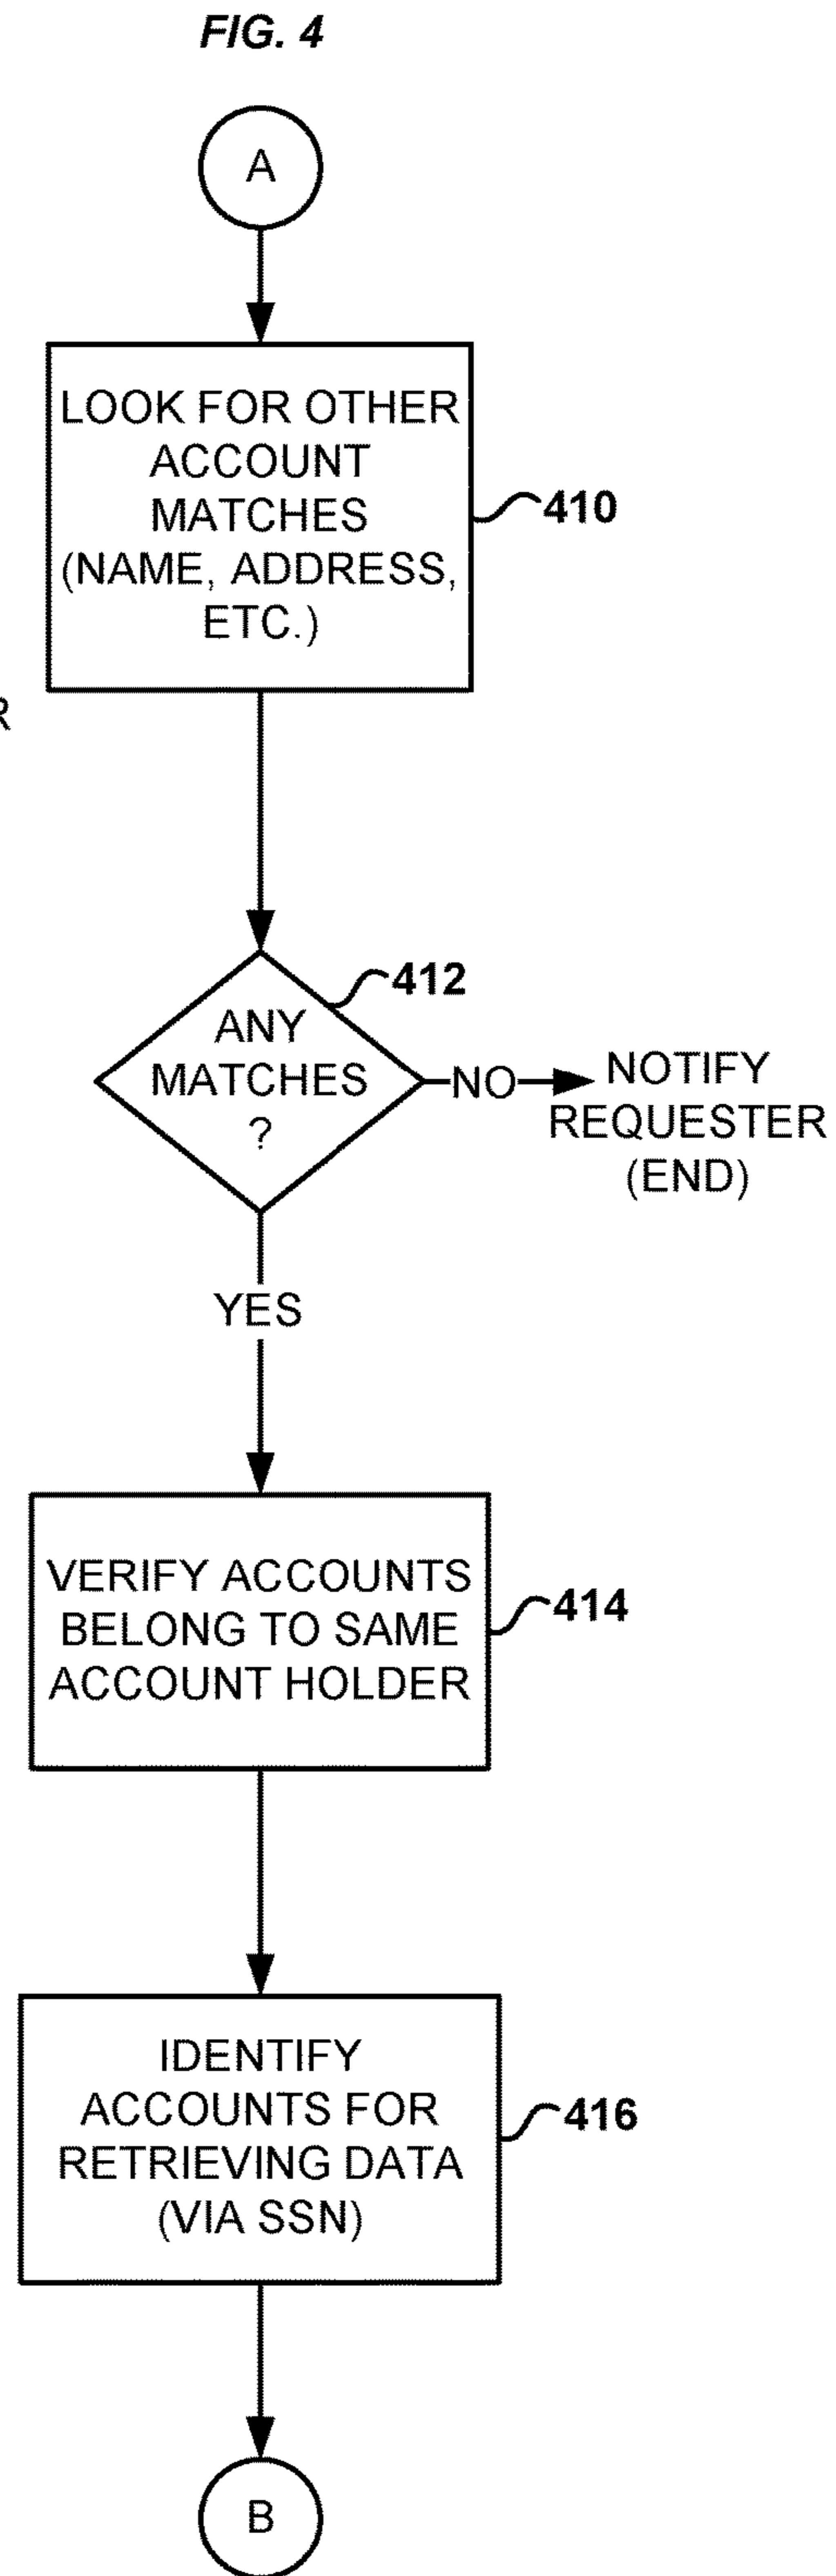 FIG. 4
A
LOOK FOR OTHER
ACCOUNT
MATCHES
(NAME, ADDRESS,
ETC.)
410
R
412
ANY
MATCHES
?
NO
NOTIFY
REQUESTER
(END)
YES
VERIFY ACCOUNTS
BELONG TO SAME
ACCOUNT HOLDER
414
IDENTIFY
ACCOUNTS FOR
RETRIEVING DATA
(VIA SSN)
416
B